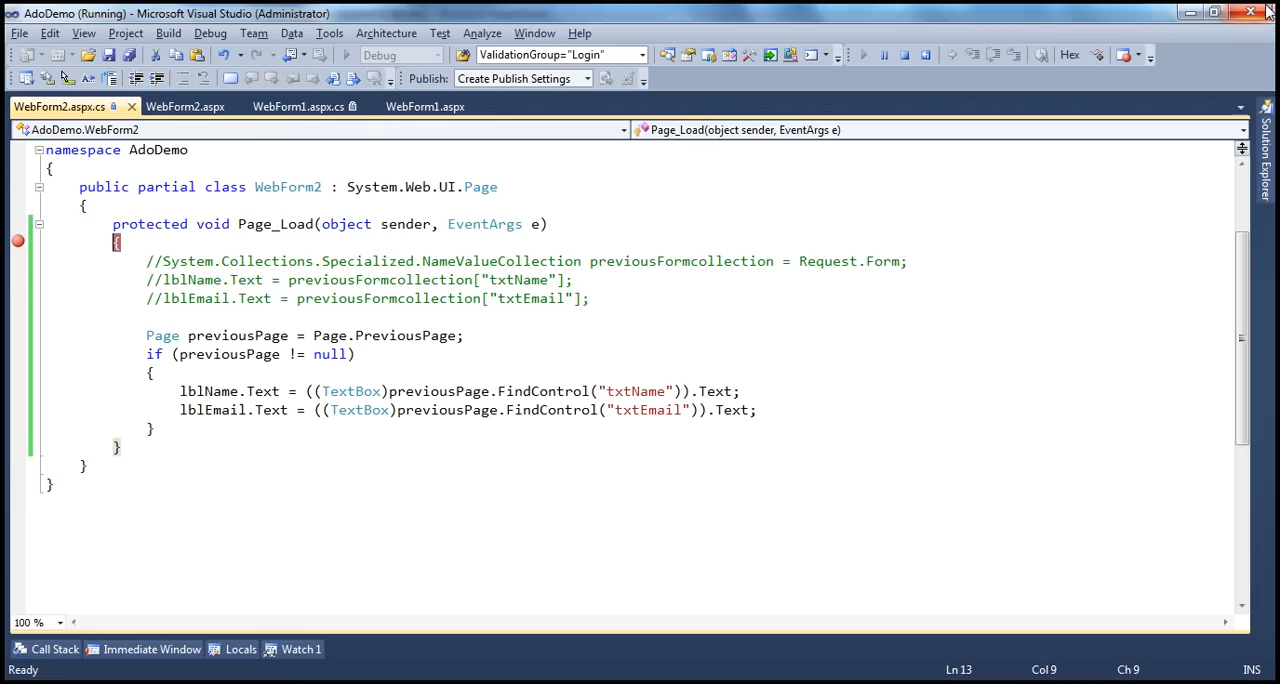 AdoDemo (Running) - Microsoft Visual Studio (Administrator)
File Edit View Project Build Debug Team Data Tools Architecture Test Analyze Window Help
Debug ValidationGroup="Login" Hex
Publish: Create Publish Settings
WebForm2.aspx.cs WebForm2.aspx WebForm1.aspx.cs WebForm1.aspx
AdoDemo.WebForm2 Page_Load(object sender, EventArgs e)
Solution Explorer
namespace AdoDemo
{
public partial class WebForm2 : System.Web.UI.Page
{
protected void Page_Load(object sender, EventArgs e)
{
//System.Collections.Specialized.NameValueCollection previousFormcollection = Request.Form;
//lblName.Text = previousFormcollection["txtName"];
//lblEmail.Text = previousFormcollection["txtEmail"];
Page previousPage = Page.PreviousPage;
if (previousPage != null)
{
lblName.Text = ((TextBox)previousPage.FindControl("txtName")).Text;
lblEmail.Text = ((TextBox)previousPage.FindControl("txtEmail")).Text;
}
}
}
}
100 %
Call Stack Immediate Window Locals Watch 1
Ready Ln 13 Col 9 Ch 9 INS